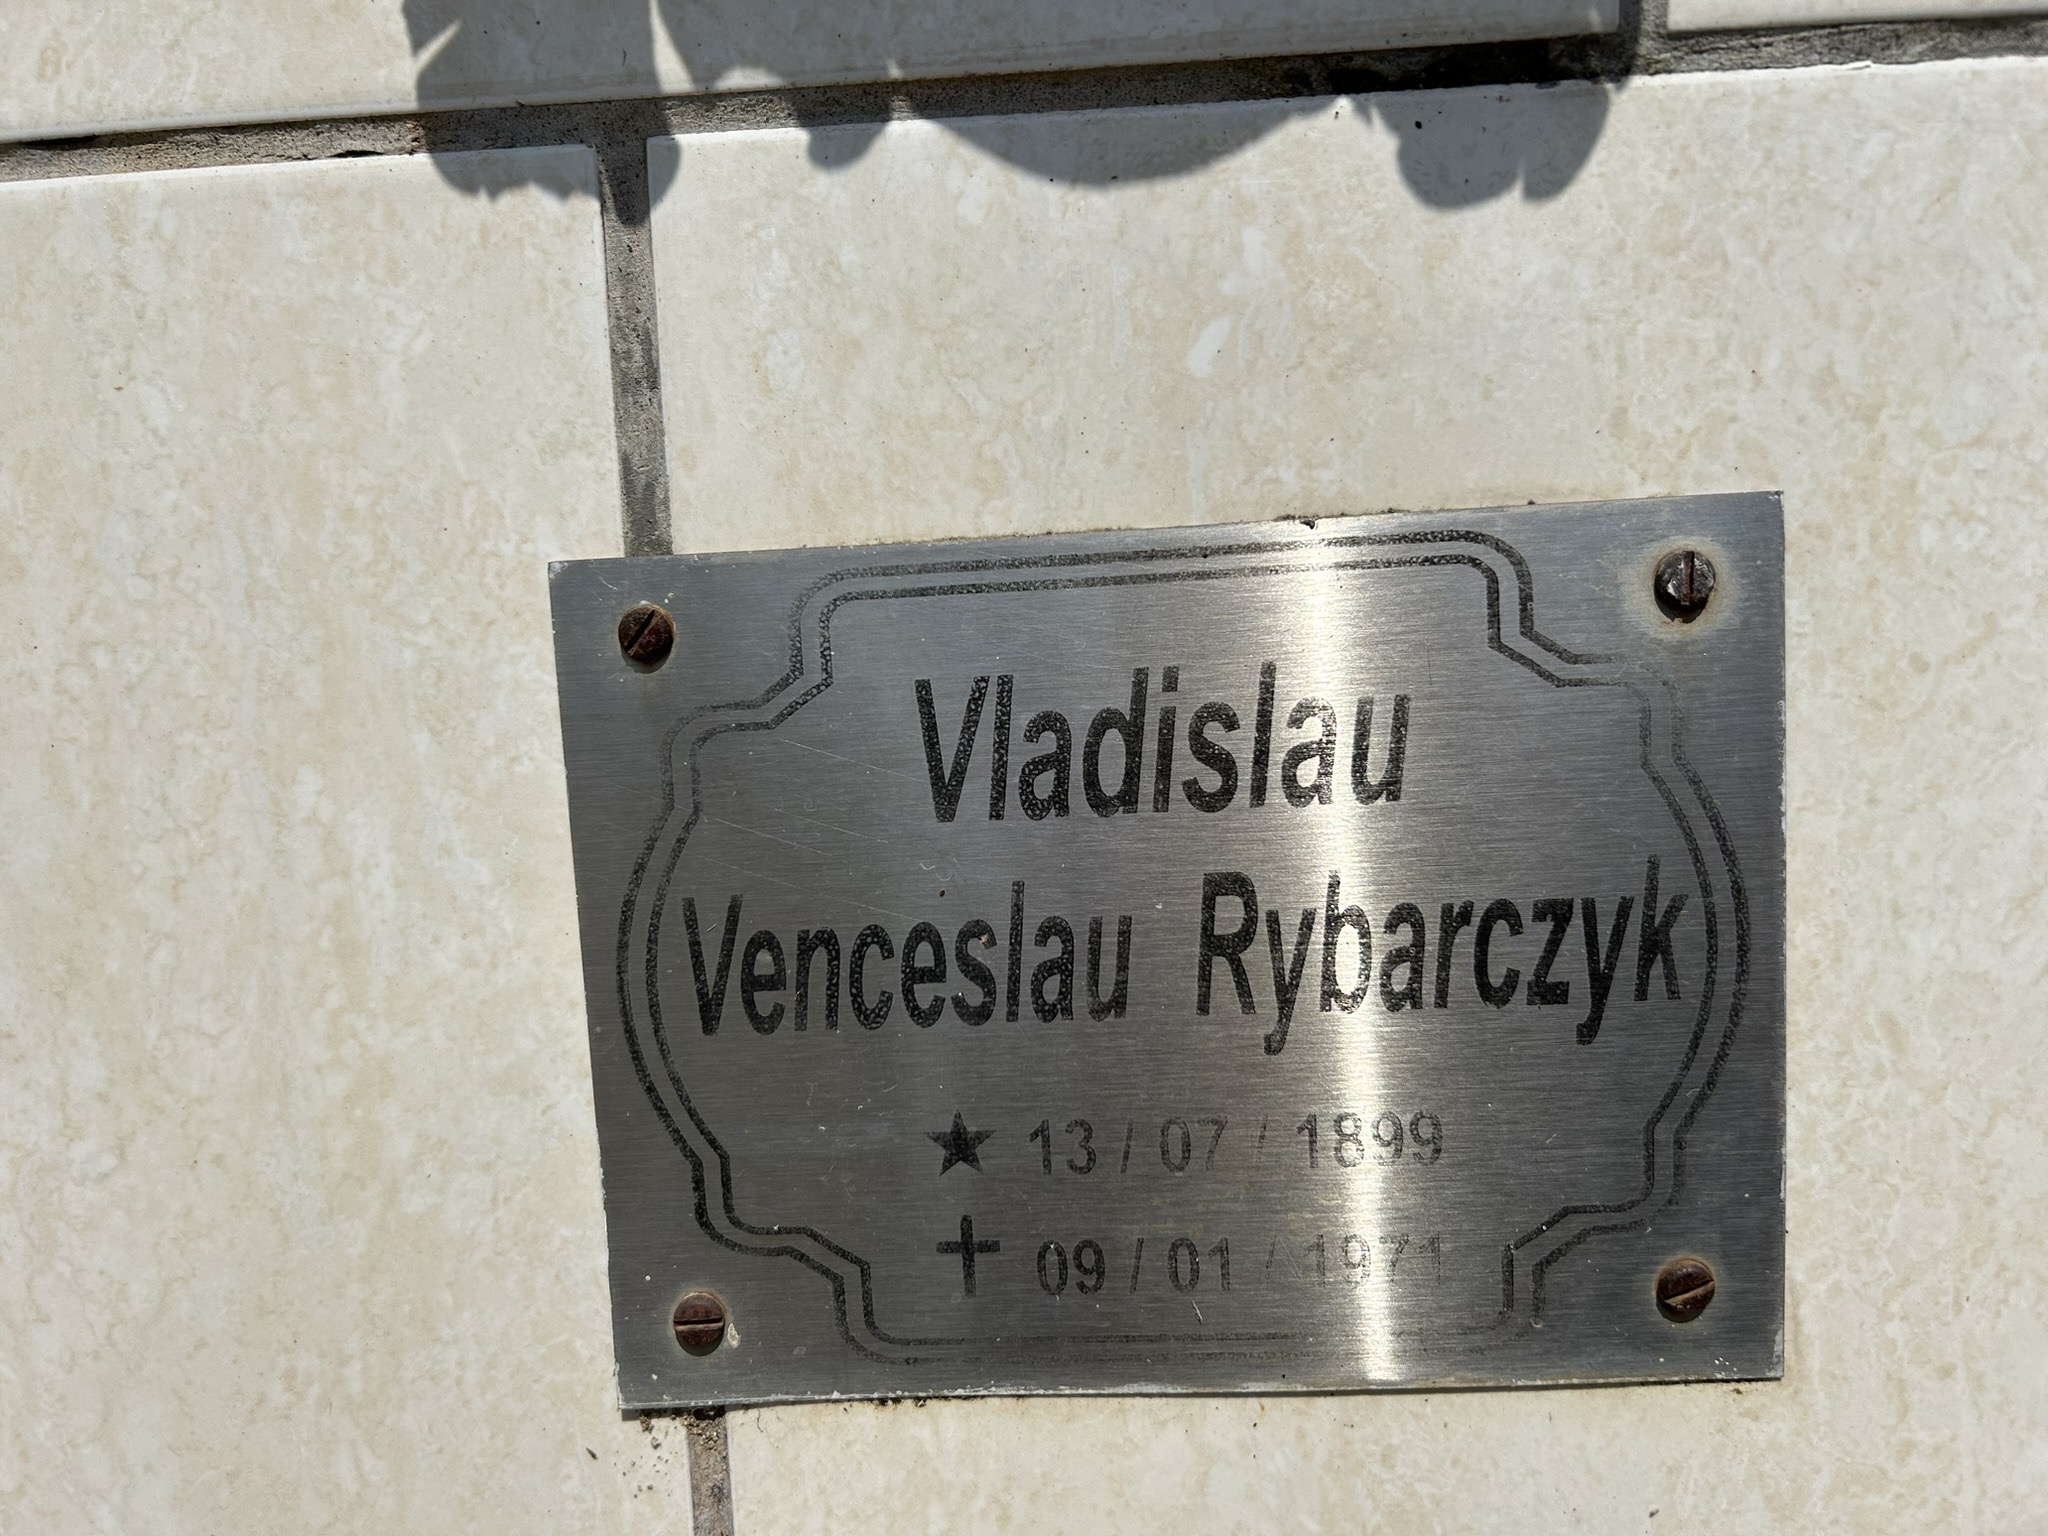 Vladislau
Venceslau Rybarczyk
★ 13 / 07 / 1899
✝ 09 / 01 / 1971